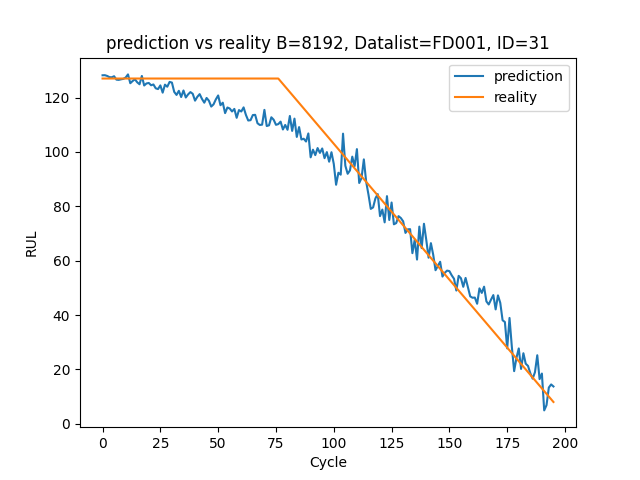 prediction vs reality B=8192, Datalist=FD001, ID=31
prediction
reality
RUL
120
100
80
60
40
20
0
0 25 50 75 100 125 150 175 200
Cycle